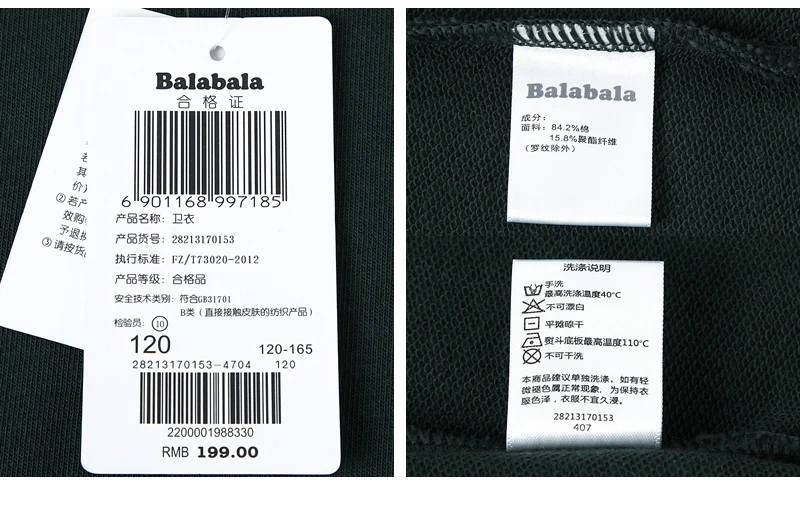 Balabala
合格证
6 901168 997185
产品名称: 卫衣
产品货号: 28213170153
执行标准: FZ/T73020-2012
产品等级: 合格品
安全技术类别: 符合GB31701
B类(直接接触皮肤的纺织产品)
检验员: 10
120
120-165
28213170153-4704 120
2200001988330
RMB 199.00
其
价
②若产
效购
予退换
③请按货
Balabala
成分:
面料: 84.2%棉
15.8%聚酯纤维
(罗纹除外)
洗涤说明
手洗
最高洗涤温度40°C
不可漂白
平摊晾干
熨斗底板最高温度110°C
不可干洗
本商品建议单独洗涤, 如有轻
微褪色属正常现象, 为保持衣
服色泽, 衣服不宜久浸。
28213170153
407